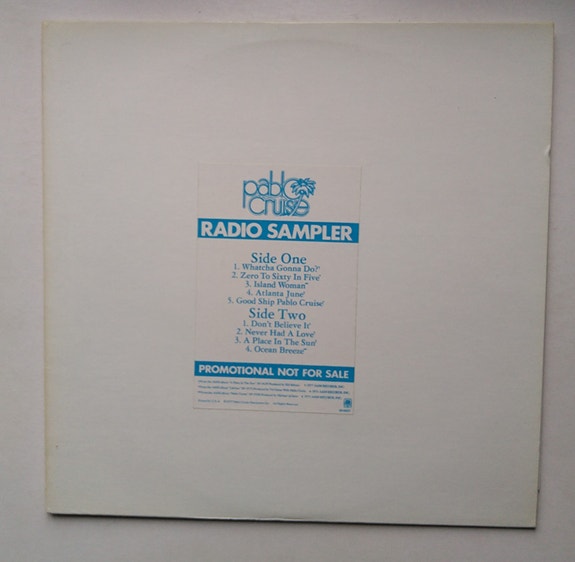 pablo
cruise
RADIO SAMPLER
Side One
1. Whatcha Gonna Do?'
2. Zero To Sixty In Five'
3. Island Woman"
4. Atlanta June'
5. Good Ship Pablo Cruise'
Side Two
1. Don't Believe It'
2. Never Had A Love'
3. A Place In The Sun'
4. Ocean Breeze"
PROMOTIONAL NOT FOR SALE